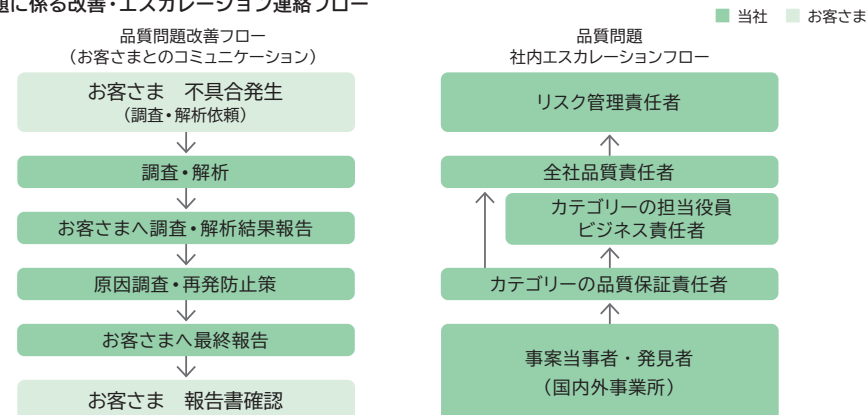 題に係る改善・エスカレーション連絡フロー
当社 お客さま
品質問題改善フロー
(お客さまとのコミュニケーション)
お客さま 不具合発生
(調査・解析依頼)
調査・解析
お客さまへ調査・解析結果報告
原因調査・再発防止策
お客さまへ最終報告
お客さま 報告書確認
品質問題
社内エスカレーションフロー
リスク管理責任者
全社品質責任者
カテゴリーの担当役員
ビジネス責任者
カテゴリーの品質保証責任者
事案当事者・発見者
(国内外事業所)